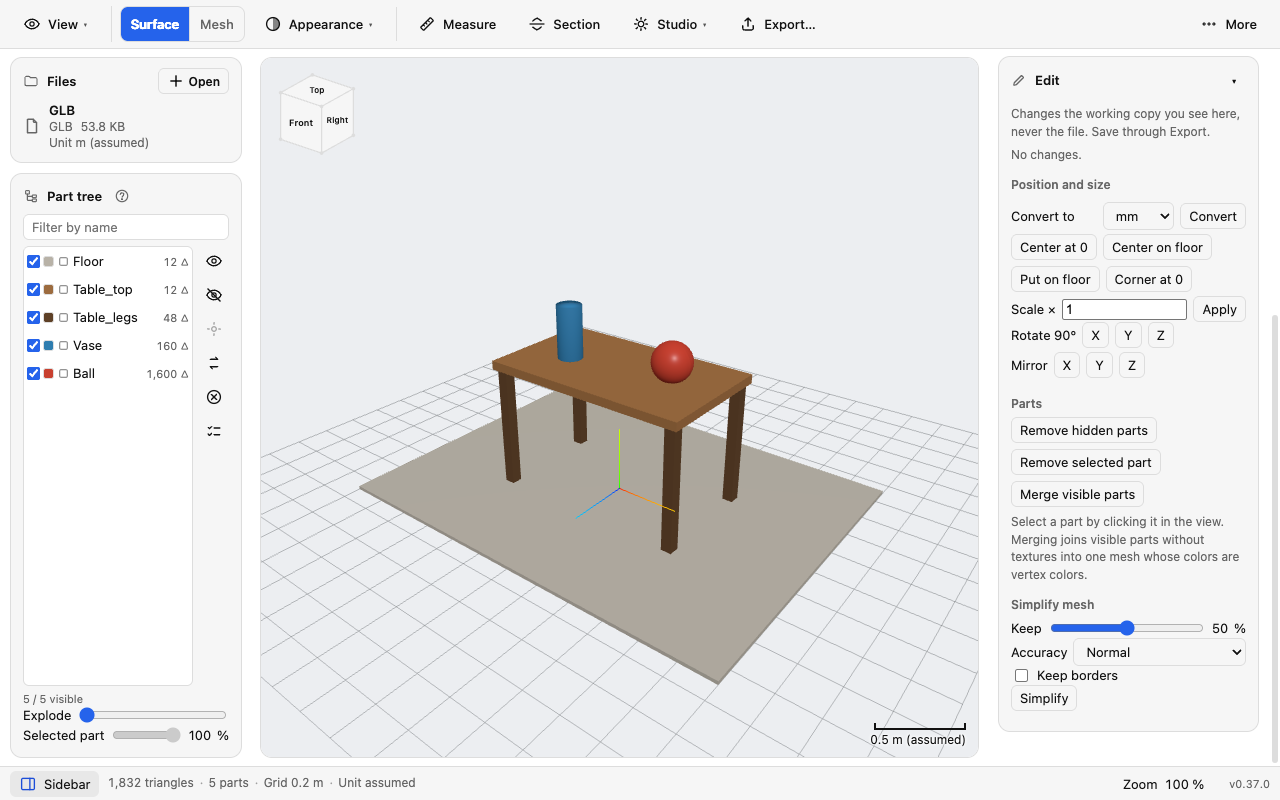 View
Surface
Mesh
Appearance
Measure
Section
Studio
Export...
More
Files
Open
GLB
GLB 53.8 KB
Unit m (assumed)
Part tree
Filter by name
Floor 12 Δ
Table_top 12 Δ
Table_legs 48 Δ
Vase 160 Δ
Ball 1,600 Δ
5 / 5 visible
Explode
Selected part 100 %
Top
Front
Right
0.5 m (assumed)
Edit
Changes the working copy you see here,
never the file. Save through Export.
No changes.
Position and size
Convert to mm Convert
Center at 0 Center on floor
Put on floor Corner at 0
Scale × 1 Apply
Rotate 90° X Y Z
Mirror X Y Z
Parts
Remove hidden parts
Remove selected part
Merge visible parts
Select a part by clicking it in the view.
Merging joins visible parts without
textures into one mesh whose colors are
vertex colors.
Simplify mesh
Keep 50 %
Accuracy Normal
Keep borders
Simplify
Sidebar
1,832 triangles · 5 parts · Grid 0.2 m · Unit assumed
Zoom 100 %
v0.37.0